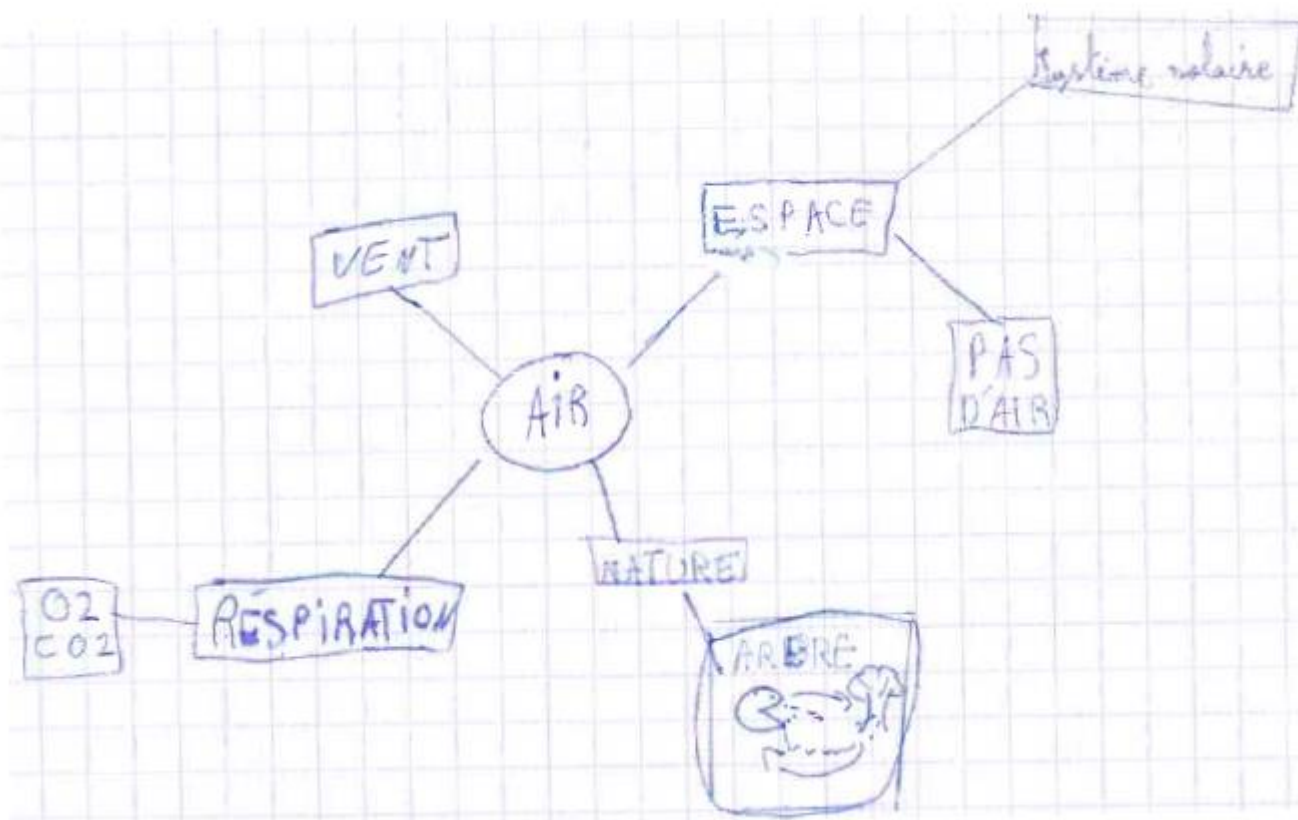 Système solaire
ESPACE
VENT
PAS
D'AIR
AiR
NATURE
O2
CO2
RESPiRATiON
ARBRE